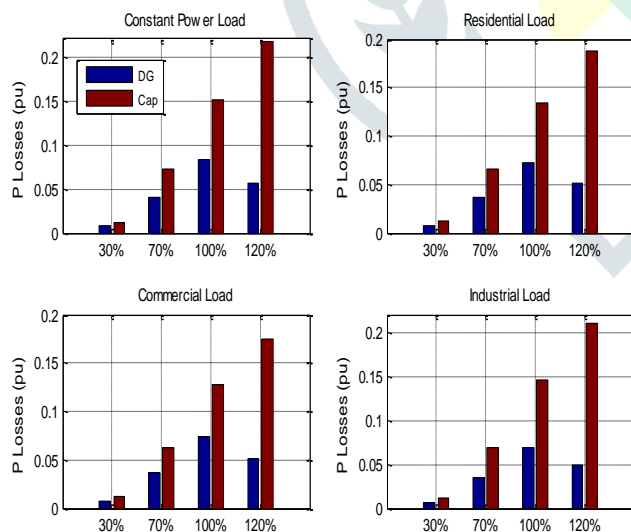 Constant Power Load
P Losses (pu)
0.2
0.15
0.1
0.05
0
DG
Cap
30% 70% 100% 120%
Residential Load
P Losses (pu)
0.2
0.15
0.1
0.05
0
30% 70% 100% 120%
Commercial Load
P Losses (pu)
0.2
0.15
0.1
0.05
0
30% 70% 100% 120%
Industrial Load
P Losses (pu)
0.2
0.15
0.1
0.05
0
30% 70% 100% 120%